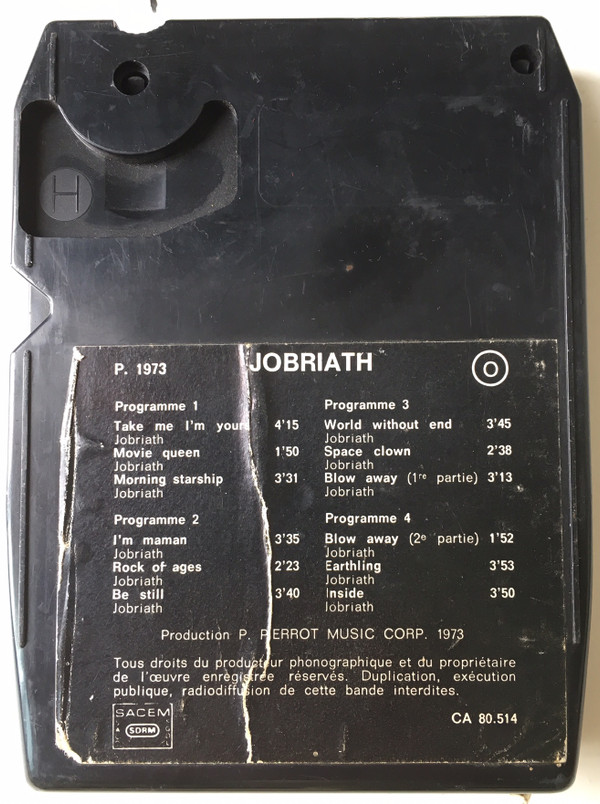 H
P. 1973 JOBRIATH O
Programme 1
Take me I'm yours 4'15
Jobriath
Movie queen 1'50
Jobriath
Morning starship 3'31
Jobriath
Programme 2
I'm maman 3'35
Jobriath
Rock of ages 2'23
Jobriath
Be still 3'40
Jobriath
Programme 3
World without end 3'45
Jobriath
Space clown 2'38
Jobriath
Blow away (1re partie) 3'13
Jobriath
Programme 4
Blow away (2e partie) 1'52
Jobriath
Earthling 3'53
Jobriath
Inside 3'50
Jobriath
Production P. PIERROT MUSIC CORP. 1973
Tous droits du producteur phonographique et du propriétaire
de l'œuvre enregistrée réservés. Duplication, exécution
publique, radiodiffusion de cette bande interdites.
SACEM
SDRM
CA 80.514